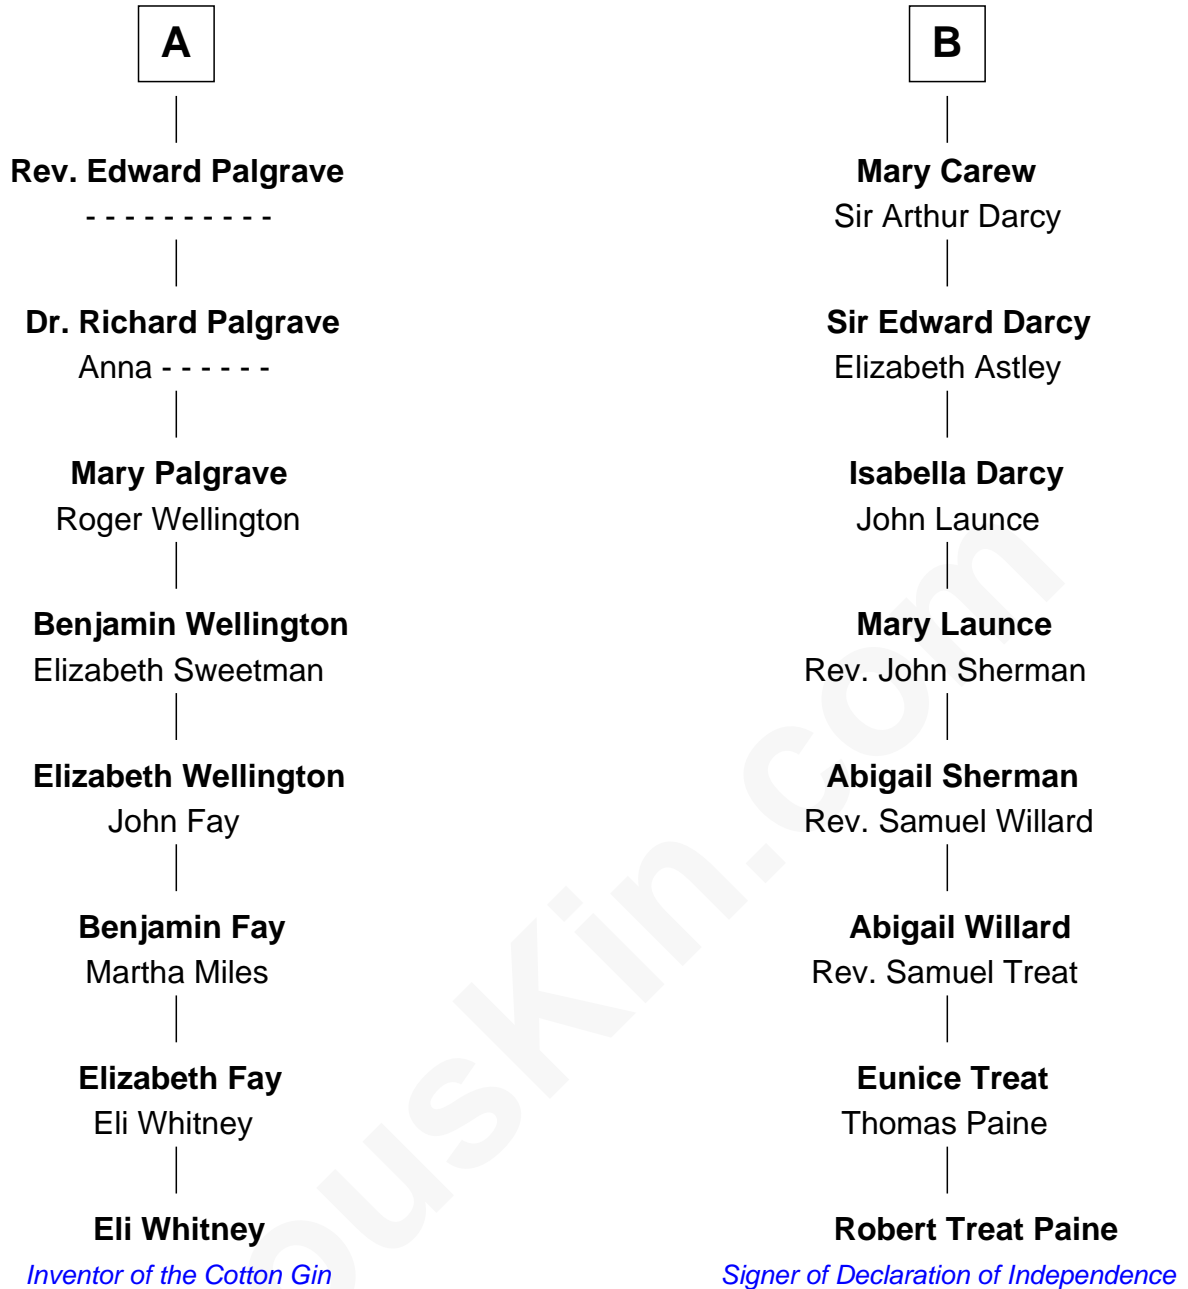 A
Rev. Edward Palgrave
- - - - - - - - - -
Dr. Richard Palgrave
Anna - - - - - -
Mary Palgrave
Roger Wellington
Benjamin Wellington
Elizabeth Sweetman
Elizabeth Wellington
John Fay
Benjamin Fay
Martha Miles
Elizabeth Fay
Eli Whitney
Eli Whitney
Inventor of the Cotton Gin
B
Mary Carew
Sir Arthur Darcy
Sir Edward Darcy
Elizabeth Astley
Isabella Darcy
John Launce
Mary Launce
Rev. John Sherman
Abigail Sherman
Rev. Samuel Willard
Abigail Willard
Rev. Samuel Treat
Eunice Treat
Thomas Paine
Robert Treat Paine
Signer of Declaration of Independence
ousKin.com